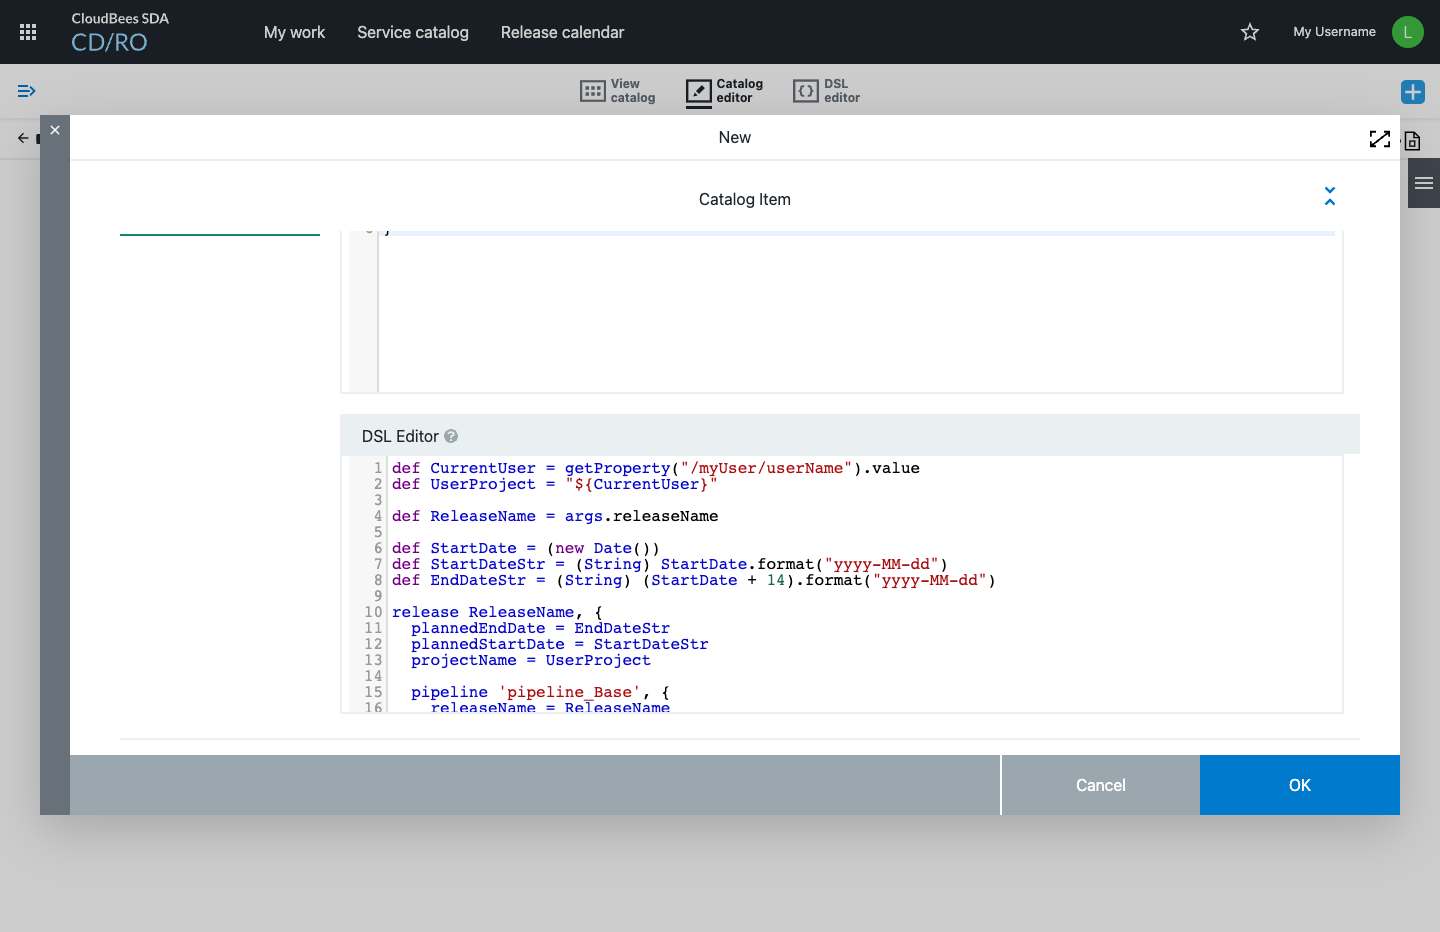 CloudBees SDA
CD/RO
My work
Service catalog
Release calendar
My Username
L
View catalog
Catalog editor
DSL editor
New
Catalog Item
DSL Editor ?
1 def CurrentUser = getProperty("/myUser/userName").value
2 def UserProject = "${CurrentUser}"
3
4 def ReleaseName = args.releaseName
5
6 def StartDate = (new Date())
7 def StartDateStr = (String) StartDate.format("yyyy-MM-dd")
8 def EndDateStr = (String) (StartDate + 14).format("yyyy-MM-dd")
9
10 release ReleaseName, {
11 plannedEndDate = EndDateStr
12 plannedStartDate = StartDateStr
13 projectName = UserProject
14
15 pipeline 'pipeline_Base', {
16 releaseName = ReleaseName
Cancel
OK